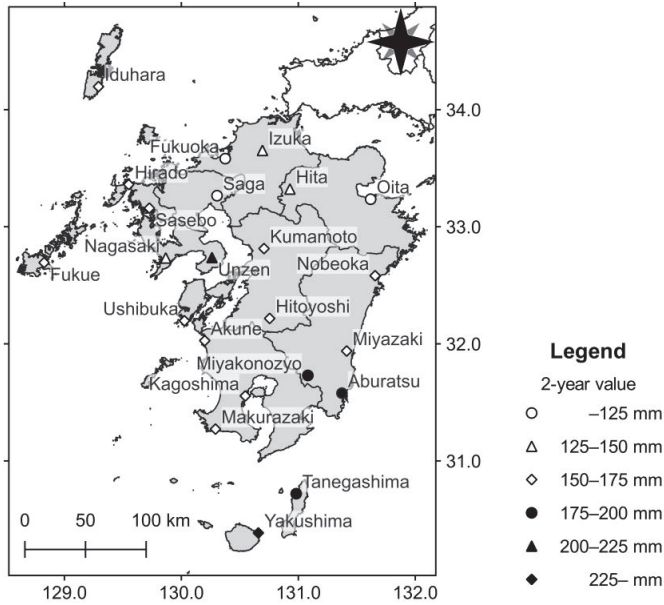 Iduhara
34.0
Fukuoka
Izuka
Hirado
Saga
Hita
Oita
33.0
Sasebo
Nagasaki
Kumamoto
Unzen
Nobeoka
Fukue
Ushibuka
Hitoyoshi
Akune
Miyazaki
32.0
Miyakonozyo
Kagoshima
Aburatsu
Makurazaki
31.0
Tanegashima
Yakushima
0 50 100 km
129.0 130.0 131.0 132.0
Legend
2-year value
–125 mm
125–150 mm
150–175 mm
175–200 mm
200–225 mm
225– mm